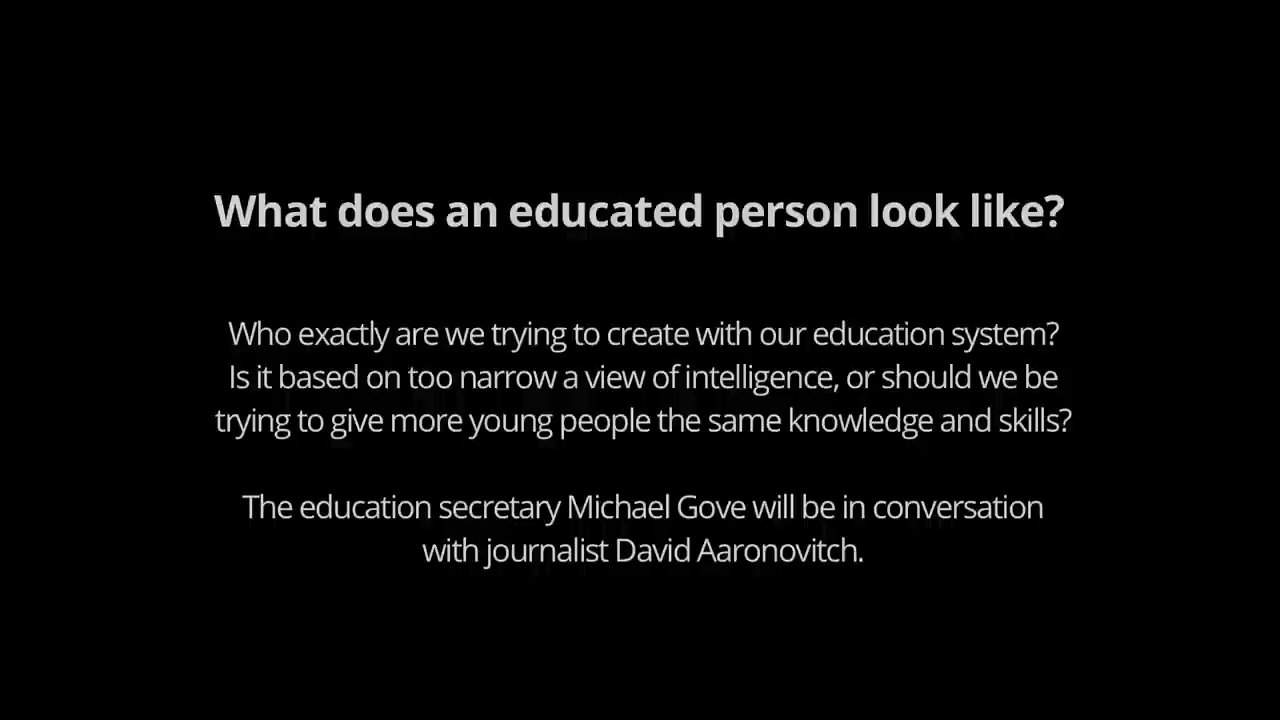 What does an educated person look like?
Who exactly are we trying to create with our education system?
Is it based on too narrow a view of intelligence, or should we be
trying to give more young people the same knowledge and skills?
The education secretary Michael Gove will be in conversation
with journalist David Aaronovitch.